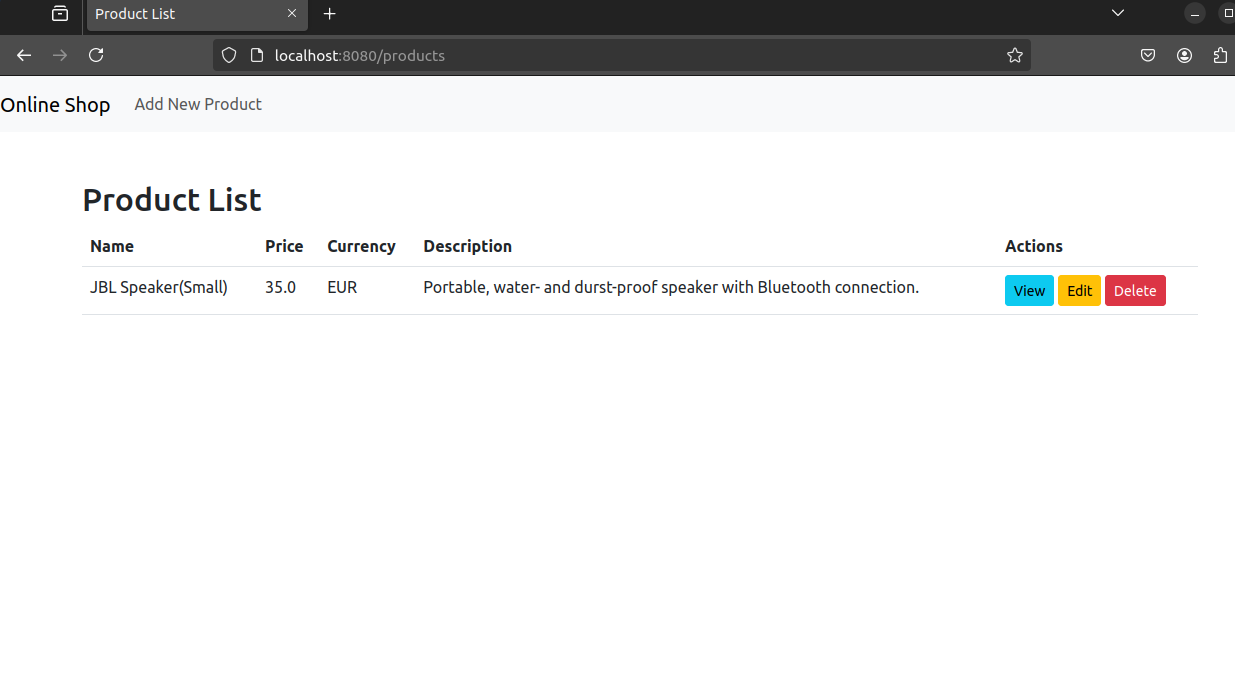 Product List
localhost:8080/products
Online Shop Add New Product
Product List
Name Price Currency Description Actions
JBL Speaker(Small) 35.0 EUR Portable, water- and durst-proof speaker with Bluetooth connection. View Edit Delete